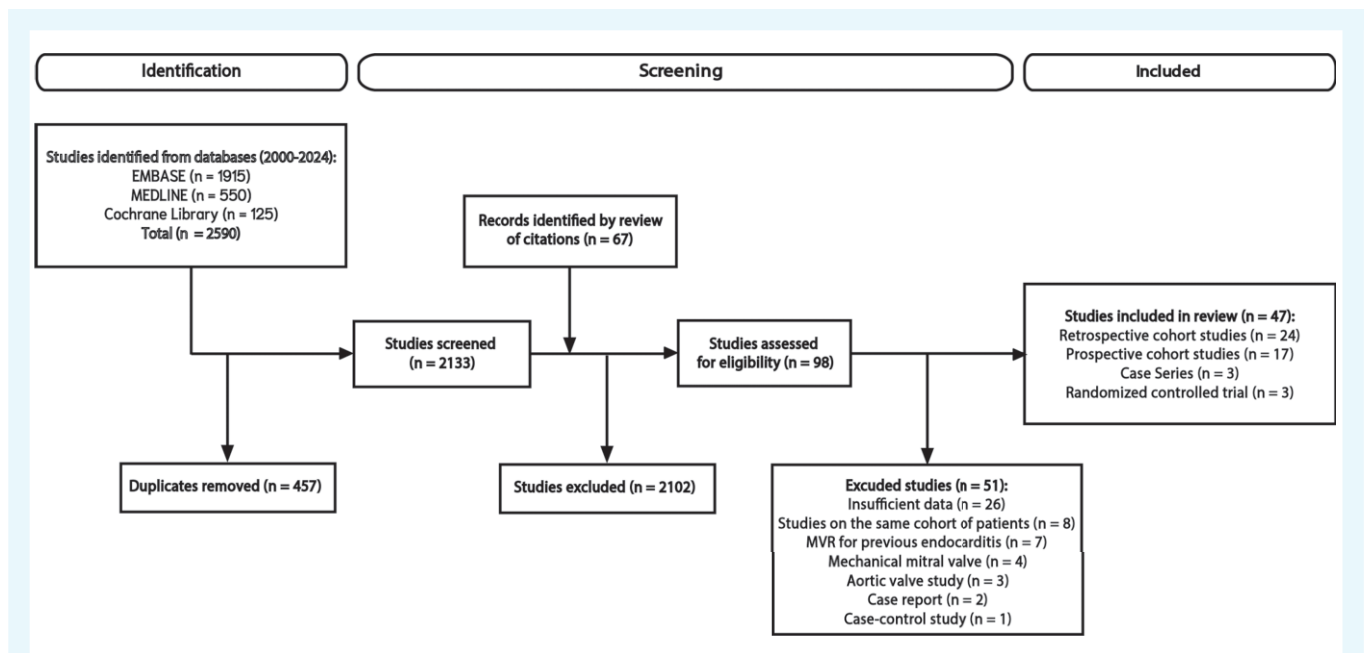 Identification
Screening
Included
Studies identified from databases (2000-2024):
EMBASE (n = 1915)
MEDLINE (n = 550)
Cochrane Library (n = 125)
Total (n = 2590)
Records identified by review
of citations (n = 67)
Studies screened
(n = 2133)
Studies assessed
for eligibility (n = 98)
Studies included in review (n = 47):
Retrospective cohort studies (n = 24)
Prospective cohort studies (n = 17)
Case Series (n = 3)
Randomized controlled trial (n = 3)
Duplicates removed (n = 457)
Studies excluded (n = 2102)
Excuded studies (n = 51):
Insufficient data (n = 26)
Studies on the same cohort of patients (n = 8)
MVR for previous endocarditis (n = 7)
Mechanical mitral valve (n = 4)
Aortic valve study (n = 3)
Case report (n = 2)
Case-control study (n = 1)